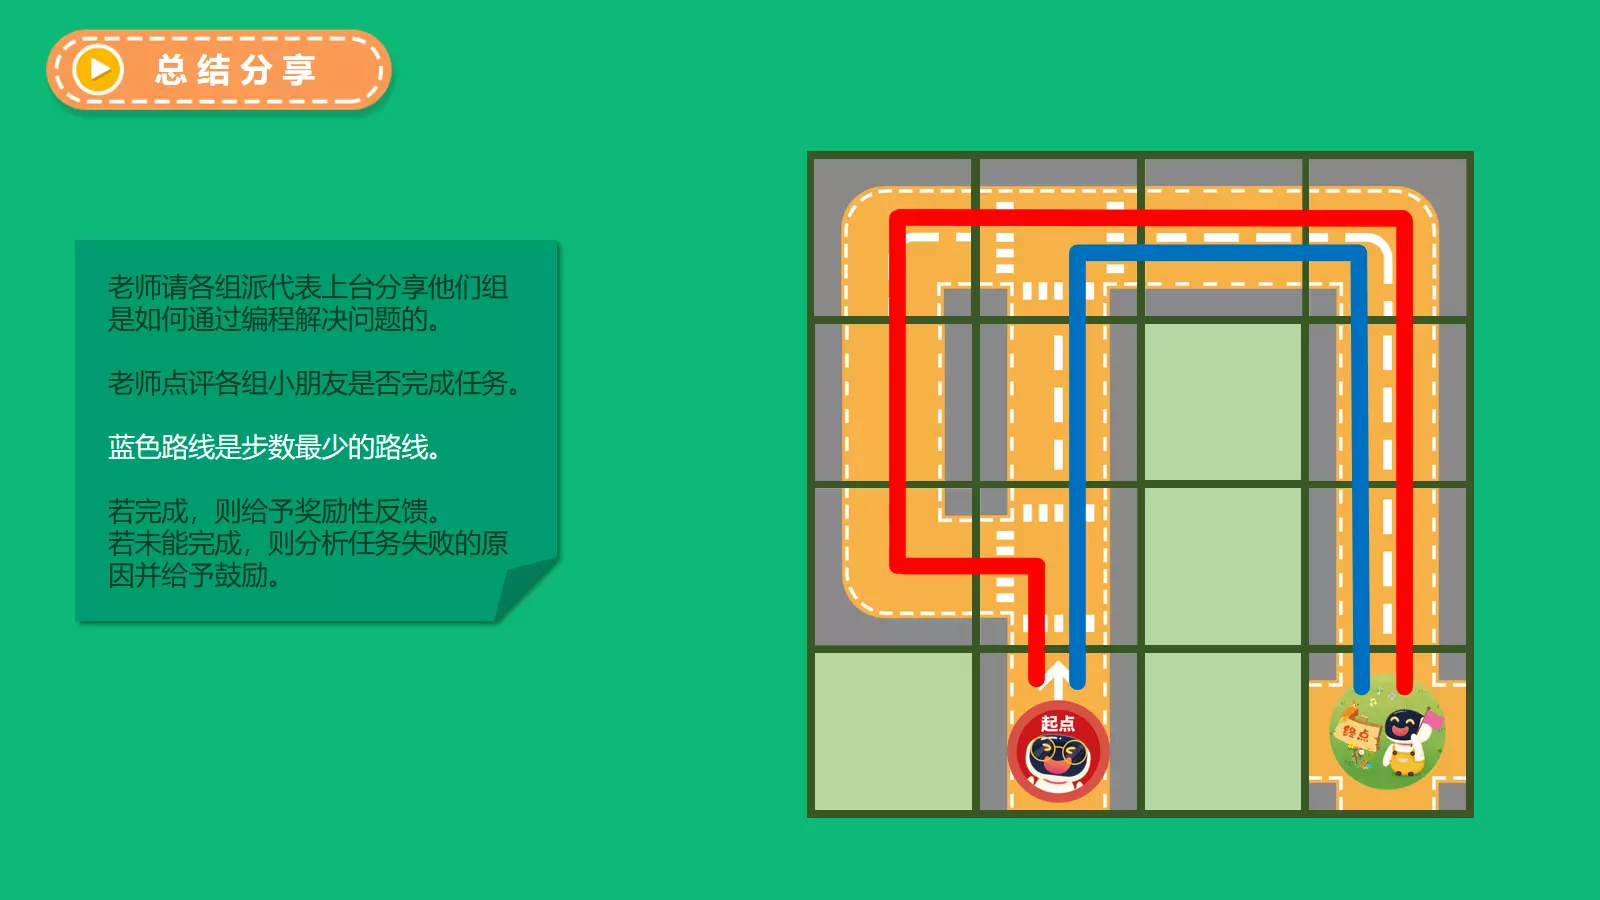 总结分享
老师请各组派代表上台分享他们组
是如何通过编程解决问题的。
老师点评各组小朋友是否完成任务。
蓝色路线是步数最少的路线。
若完成，则给予奖励性反馈。
若未能完成，则分析任务失败的原
因并给予鼓励。
起点
终点